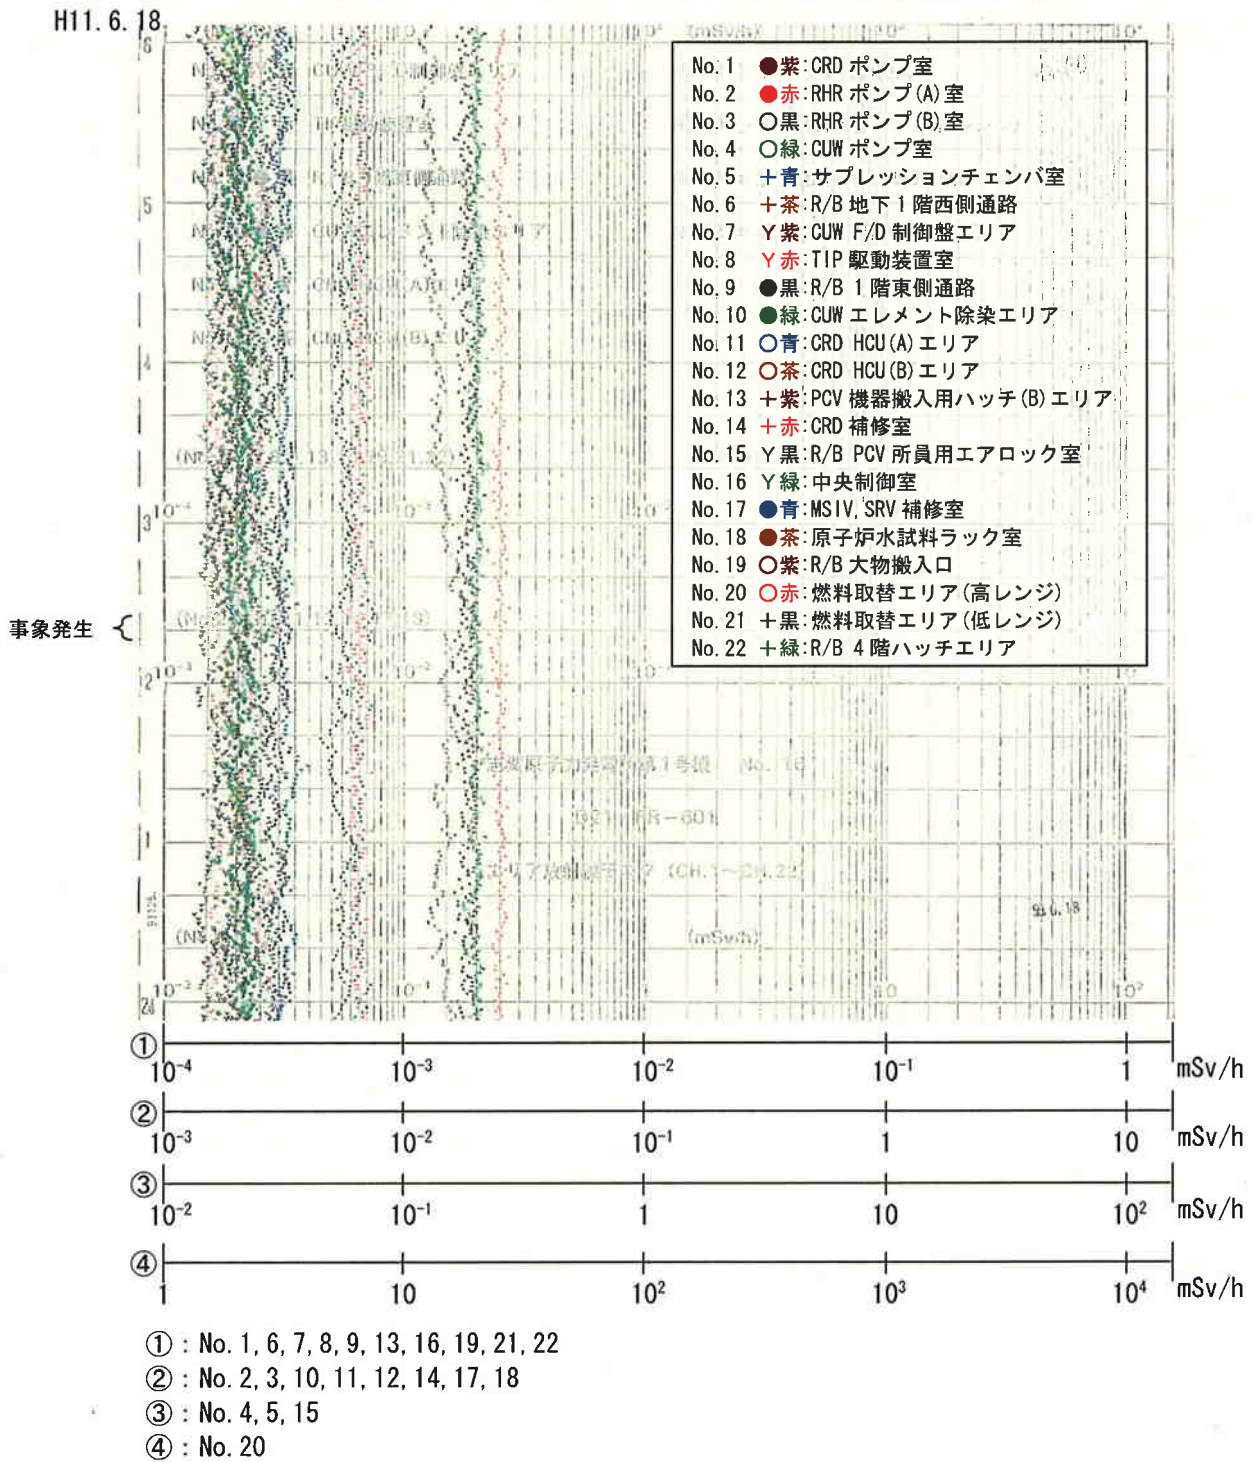 H11.6.18
No.1 ●紫:CRD ポンプ室
No.2 ●赤:RHR ポンプ(A)室
No.3 ○黒:RHR ポンプ(B)室
No.4 ○緑:CUW ポンプ室
No.5 +青:サプレッションチェンバ室
No.6 +茶:R/B 地下1階西側通路
No.7 Y紫:CUW F/D 制御盤エリア
No.8 Y赤:TIP 駆動装置室
No.9 ●黒:R/B 1階東側通路
No.10 ●緑:CUW エレメント除染エリア
No.11 ○青:CRD HCU(A)エリア
No.12 ○茶:CRD HCU(B)エリア
No.13 +紫:PCV 機器搬入用ハッチ(B)エリア
No.14 +赤:CRD 補修室
No.15 Y黒:R/B PCV 所員用エアロック室
No.16 Y緑:中央制御室
No.17 ●青:MSIV, SRV 補修室
No.18 ●茶:原子炉水試料ラック室
No.19 ○紫:R/B 大物搬入口
No.20 ○赤:燃料取替エリア(高レンジ)
No.21 +黒:燃料取替エリア(低レンジ)
No.22 +緑:R/B 4階ハッチエリア
6
5
4
3
事象発生 {
2
1
(mSv/h)
①
10⁻⁴ 10⁻³ 10⁻² 10⁻¹ 1 mSv/h
②
10⁻³ 10⁻² 10⁻¹ 1 10 mSv/h
③
10⁻² 10⁻¹ 1 10 10² mSv/h
④
1 10 10² 10³ 10⁴ mSv/h
①:No.1, 6, 7, 8, 9, 13, 16, 19, 21, 22
②:No.2, 3, 10, 11, 12, 14, 17, 18
③:No.4, 5, 15
④:No.20